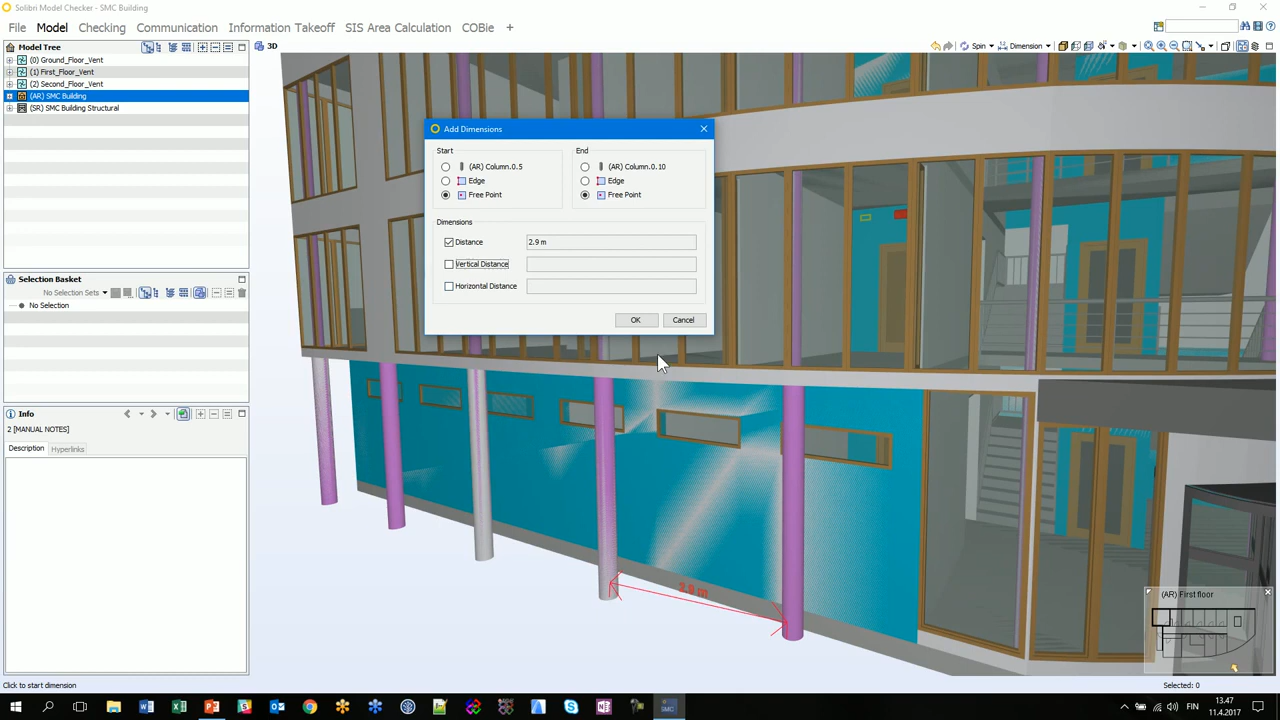 Solibri Model Checker - SMC Building
File Model Checking Communication Information Takeoff SIS Area Calculation COBie +
Model Tree
3D
Spin Dimension
(0) Ground_Floor_Vent
(1) First_Floor_Vent
(2) Second_Floor_Vent
(AR) SMC Building
(SR) SMC Building Structural
Add Dimensions
Start
End
(AR) Column.0.5
(AR) Column.0.10
Edge
Edge
Free Point
Free Point
Dimensions
Distance 2.9 m
Vertical Distance
Horizontal Distance
OK Cancel
Selection Basket
No Selection Sets
No Selection
Info
2 [MANUAL NOTES]
Description Hyperlinks
(AR) First floor
Click to start dimension
Selected: 0
SMC
FIN
13.47
11.4.2017